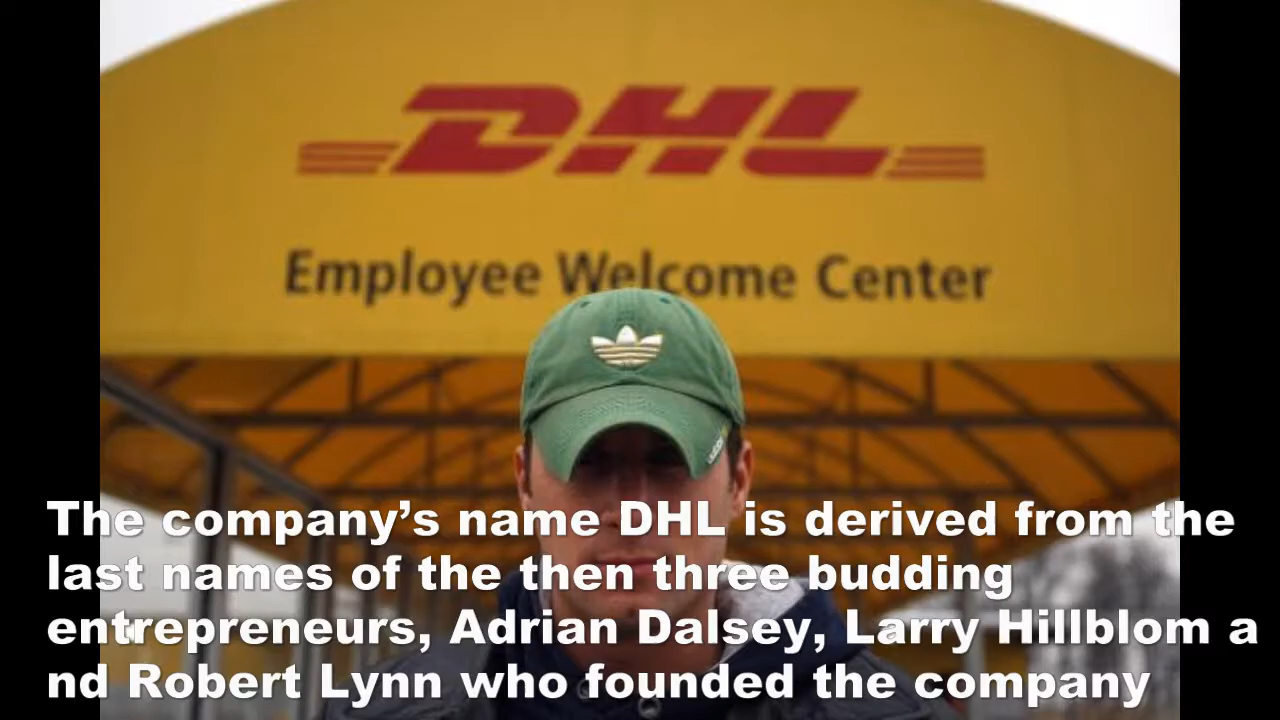 DHL
Employee Welcome Center
The company’s name DHL is derived from the
last names of the then three budding
entrepreneurs, Adrian Dalsey, Larry Hillblom a
nd Robert Lynn who founded the company